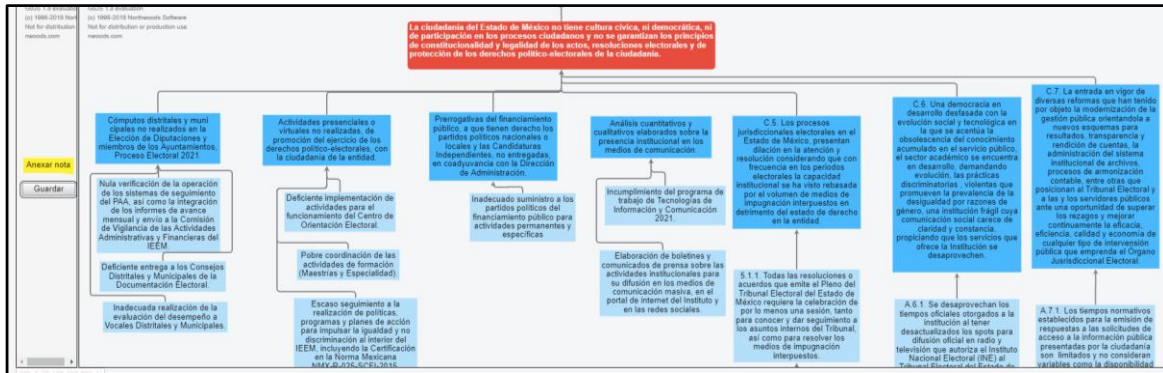 GoJS 1.8 evaluation
(c) 1998-2018 Northwoods Software
Not for distribution
nwoods.com
GoJS 1.8 evaluation
(c) 1998-2018 Northwoods Software
Not for distribution or production use
nwoods.com
Anexar nota
Guardar
La ciudadanía del Estado de México no tiene cultura cívica, ni democrática, ni
de participación en los procesos ciudadanos y no se garantizan los principios
de constitucionalidad y legalidad de los actos, resoluciones electorales y de
protección de los derechos político-electorales de la ciudadanía.
Cómputos distritales y muni
cipales no realizados en la
Elección de Diputaciones y
miembros de los Ayuntamientos,
Proceso Electoral 2021.
Nula verificación de la operación
de los sistemas de seguimiento
del PAA, así como la integración
de los informes de avance
mensual y envío a la Comisión
de Vigilancia de las Actividades
Administrativas y Financieras del
IEEM.
Deficiente entrega a los Consejos
Distritales y Municipales de la
Documentación Electoral.
Inadecuada realización de la
evaluación del desempeño a
Vocales Distritales y Municipales.
Actividades presenciales o
virtuales no realizadas, de
promoción del ejercicio de los
derechos político-electorales, con
la ciudadanía de la entidad.
Deficiente implementación de
actividades para el
funcionamiento del Centro de
Orientación Electoral.
Pobre coordinación de las
actividades de formación
(Maestrías y Especialidad).
Escaso seguimiento a la
realización de políticas,
programas y planes de acción
para impulsar la igualdad y no
discriminación al interior del
IEEM, incluyendo la Certificación
en la Norma Mexicana
NMX-R-025-SCFI-2015
Prerrogativas del financiamiento
público, a que tienen derecho los
partidos políticos nacionales o
locales y las Candidaturas
Independientes, no entregadas,
en coadyuvancia con la Dirección
de Administración.
Inadecuado suministro a los
partidos políticos del
financiamiento público para
actividades permanentes y
específicas
Análisis cuantitativos y
cualitativos elaborados sobre la
presencia institucional en los
medios de comunicación.
Incumplimiento del programa de
trabajo de Tecnologías de
Información y Comunicación
2021.
Elaboración de boletines y
comunicados de prensa sobre las
actividades institucionales para
su difusión en los medios de
comunicación masiva, en el
portal de internet del Instituto y
en las redes sociales.
C.5. Los procesos
jurisdiccionales electorales en el
Estado de México, presentan
dilación en la atención y
resolución considerando que con
frecuencia en los periodos
electorales la capacidad
institucional se ha visto rebasada
por el volumen de medios de
impugnación interpuestos en
detrimento del estado de derecho
en la entidad.
5.1.1. Todas las resoluciones o
acuerdos que emite el Pleno del
Tribunal Electoral del Estado de
México requiere la celebración de
por lo menos una sesión, tanto
para conocer y dar seguimiento a
los asuntos internos del Tribunal,
así como para resolver los
medios de impugnación
interpuestos.
C.6. Una democracia en
desarrollo desfasada con la
evolución social y tecnológica en
la que se acentúa la
obsolescencia del conocimiento
acumulado en el servicio público,
el sector académico se encuentra
en desarrollo, demandando
evolución, las prácticas
discriminatorias , violentas que
promueven la prevalencia de la
desigualdad por razones de
género, una institución frágil cuya
comunicación social carece de
claridad y constancia,
propiciando que los servicios que
ofrece la Institución se
desaprovechen.
A.6.1. Se desaprovechan los
tiempos oficiales otorgados a la
institución al tener
desactualizados los spots para
difusión oficial en radio y
televisión que autoriza el Instituto
Nacional Electoral (INE) al
Tribunal Electoral del Estado de
C.7. La entrada en vigor de
diversas reformas que han tenido
por objeto la modernización de la
gestión pública orientandola a
nuevos esquemas para
resultados, transparencia y
rendición de cuentas, la
administración del sistema
institucional de archivos,
procesos de armonización
contable, entre otras que
posicionan al Tribunal Electoral y
a las y los servidores públicos
ante una oportunidad de superar
los rezagos y mejorar
continuamente la eficacia,
eficiencia, calidad y economía de
cualquier tipo de intervención
pública que emprenda el Órgano
Jusrisdiccional Electoral.
A.7.1. Los tiempos normativos
establecidos para la emisión de
respuestas a las solicitudes de
acceso a la información pública
presentadas por la ciudadanía
son limitados y no consideran
variables como la disponibilidad